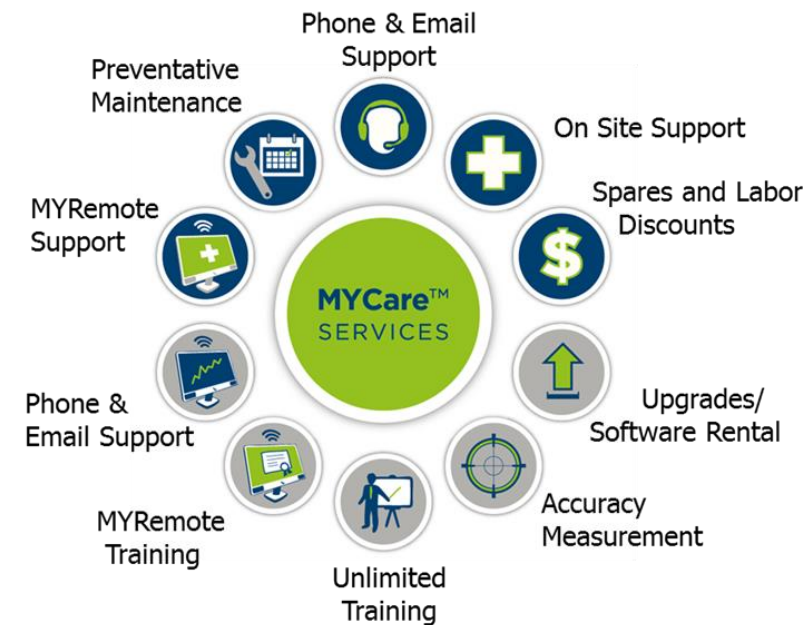 Phone & Email
Support
On Site Support
Spares and Labor
Discounts
Upgrades/
Software Rental
Accuracy
Measurement
Unlimited
Training
MYRemote
Training
Phone &
Email Support
MYRemote
Support
Preventative
Maintenance
MYCare™
SERVICES
$